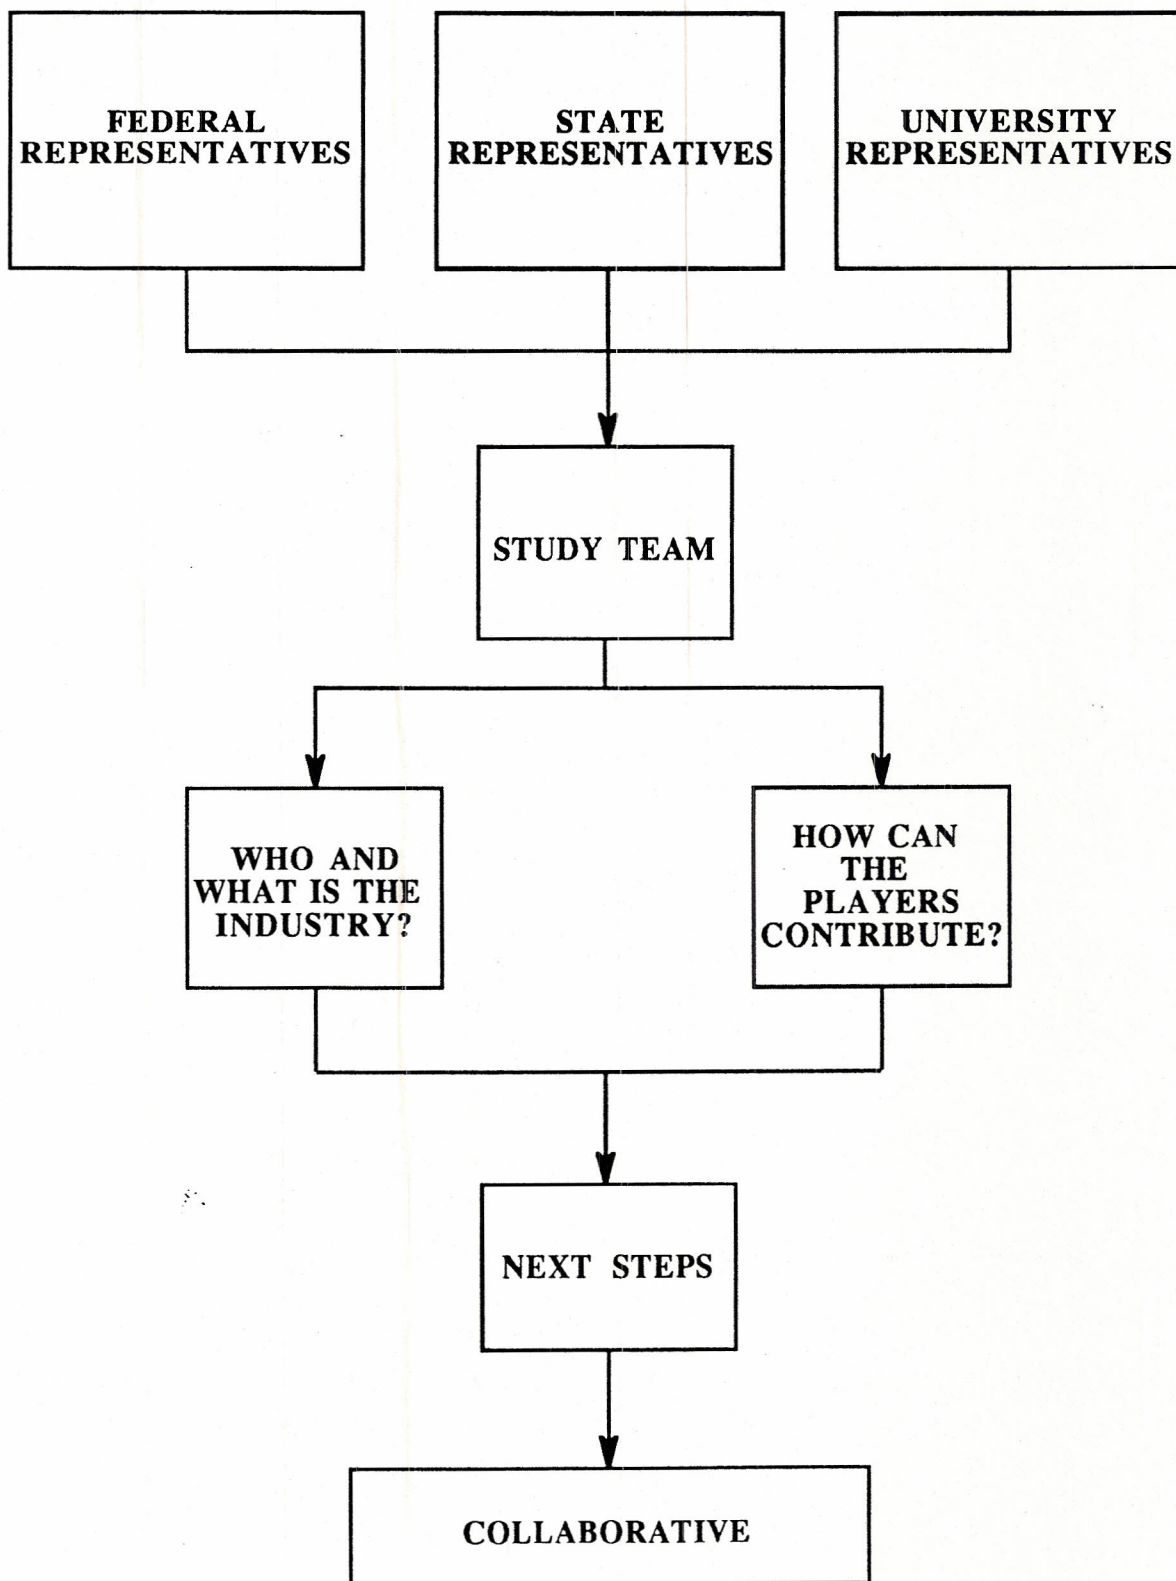 FEDERAL
REPRESENTATIVES
STATE
REPRESENTATIVES
UNIVERSITY
REPRESENTATIVES
STUDY TEAM
WHO AND
WHAT IS THE
INDUSTRY?
HOW CAN
THE
PLAYERS
CONTRIBUTE?
NEXT STEPS
COLLABORATIVE